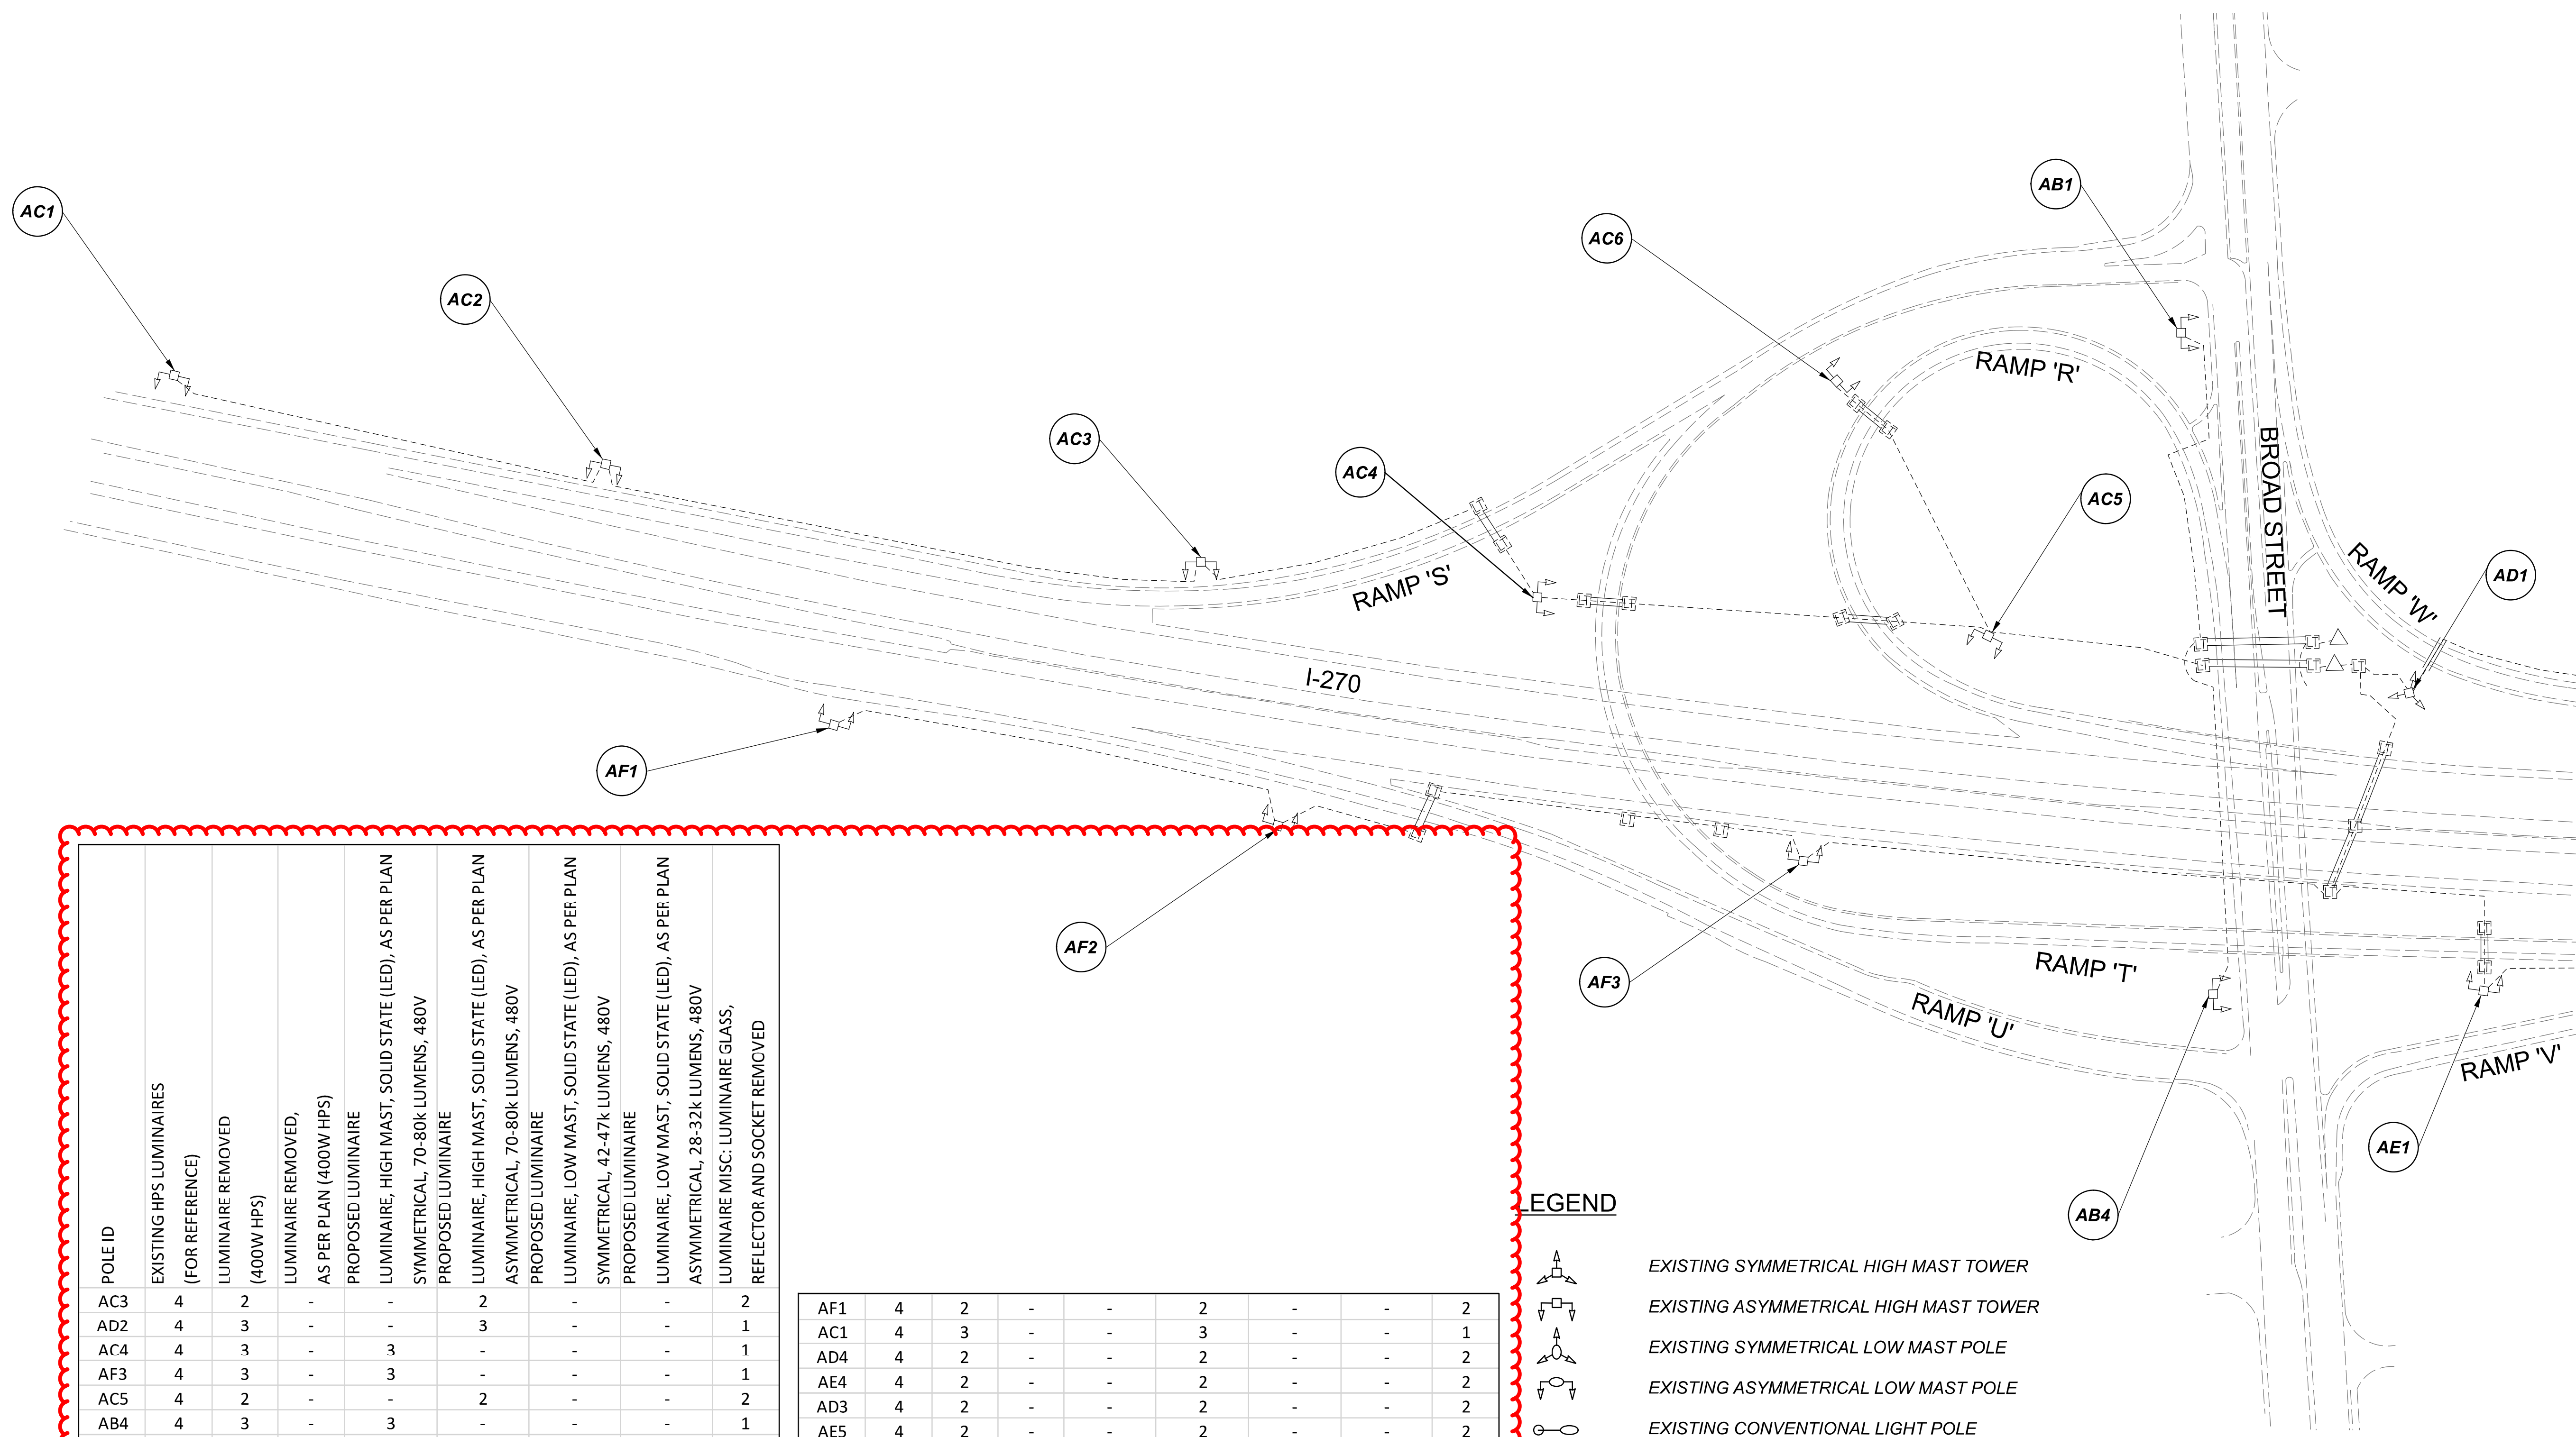 AC1
AC2
AC3
AC4
AC6
AB1
AC5
AD1
AF1
AF2
AF3
AB4
AE1
RAMP 'R'
RAMP 'S'
BROAD STREET
RAMP 'W'
I-270
RAMP 'T'
RAMP 'U'
RAMP 'V'
POLE ID
EXISTING HPS LUMINAIRES
(FOR REFERENCE)
LUMINAIRE REMOVED
(400W HPS)
LUMINAIRE REMOVED,
AS PER PLAN (400W HPS)
PROPOSED LUMINAIRE
LUMINAIRE, HIGH MAST, SOLID STATE (LED), AS PER PLAN
SYMMETRICAL, 70-80k LUMENS, 480V
PROPOSED LUMINAIRE
LUMINAIRE, HIGH MAST, SOLID STATE (LED), AS PER PLAN
ASYMMETRICAL, 70-80k LUMENS, 480V
PROPOSED LUMINAIRE
LUMINAIRE, LOW MAST, SOLID STATE (LED), AS PER PLAN
SYMMETRICAL, 42-47k LUMENS, 480V
PROPOSED LUMINAIRE
LUMINAIRE, LOW MAST, SOLID STATE (LED), AS PER PLAN
ASYMMETRICAL, 28-32k LUMENS, 480V
LUMINAIRE MISC: LUMINAIRE GLASS,
REFLECTOR AND SOCKET REMOVED
AC3 4 2 - - 2 - - 2
AD2 4 3 - - 3 - - 1
AC4 4 3 - 3 - - - 1
AF3 4 3 - 3 - - - 1
AC5 4 2 - - 2 - - 2
AB4 4 3 - 3 - - - 1
AF1 4 2 - - 2 - - 2
AC1 4 3 - - 3 - - 1
AD4 4 2 - - 2 - - 2
AE4 4 2 - - 2 - - 2
AD3 4 2 - - 2 - - 2
AE5 4 2 - - 2 - - 2
LEGEND
EXISTING SYMMETRICAL HIGH MAST TOWER
EXISTING ASYMMETRICAL HIGH MAST TOWER
EXISTING SYMMETRICAL LOW MAST POLE
EXISTING ASYMMETRICAL LOW MAST POLE
EXISTING CONVENTIONAL LIGHT POLE